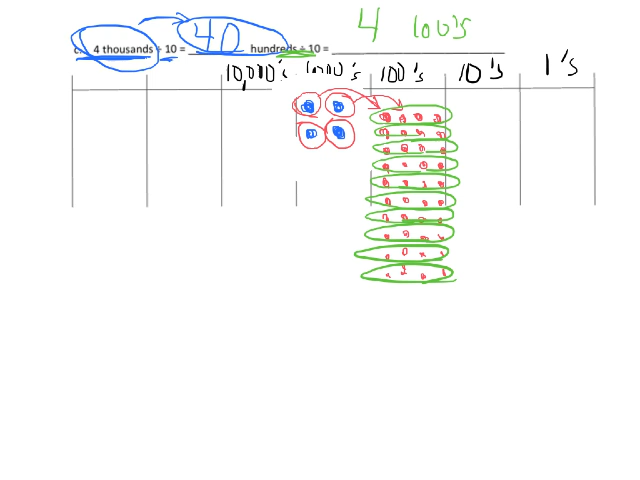 4 100's
c. 4 thousands ÷ 10 = 40 hundreds ÷ 10 =
10,000's 1000's 100's 10's 1's